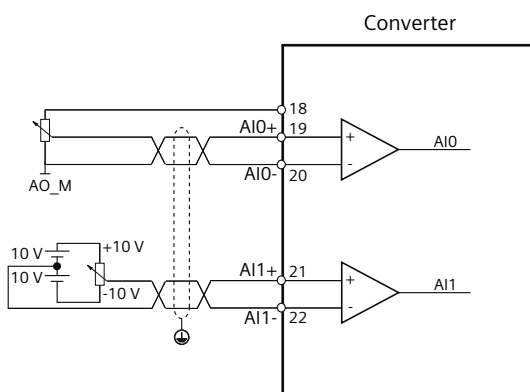 Converter
18
AI0+ 19
+ AI0
AI0- 20
-
AO_M
+10 V
10 V
10 V
-10 V
AI1+ 21
+ AI1
AI1- 22
-